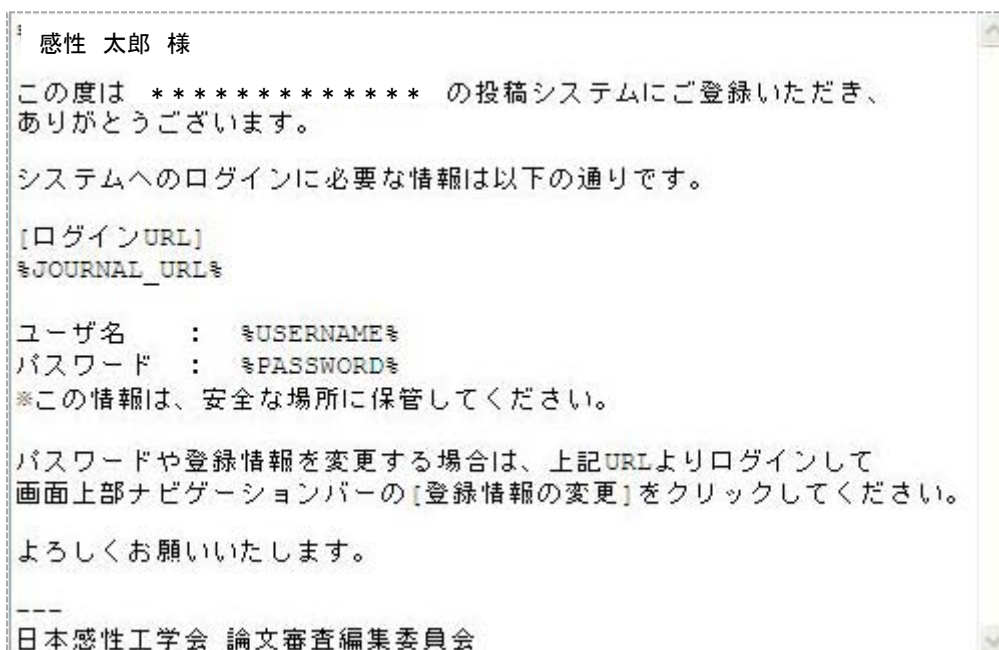 感性 太郎 様
この度は ************* の投稿システムにご登録いただき、
ありがとうございます。
システムへのログインに必要な情報は以下の通りです。
[ログインURL]
%JOURNAL_URL%
ユーザ名 : %USERNAME%
パスワード : %PASSWORD%
※この情報は、安全な場所に保管してください。
パスワードや登録情報を変更する場合は、上記URLよりログインして
画面上部ナビゲーションバーの[登録情報の変更]をクリックしてください。
よろしくお願いいたします。
---
日本感性工学会 論文審査編集委員会